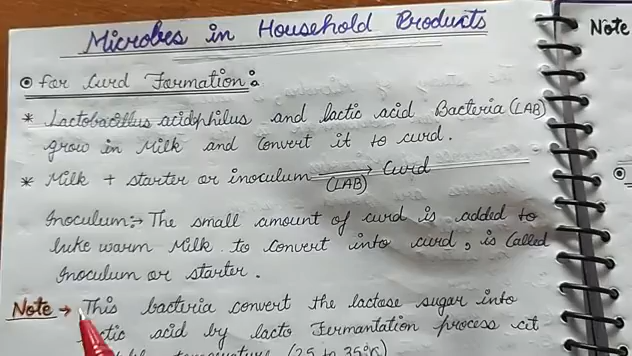 Microbes in Household Products
Note
For Curd Formation:
* Lactobacillus acidophilus and lactic acid Bacteria (LAB)
grow in Milk and Convert it to curd.
* Milk + starter or inoculum → Curd
(LAB)
Inoculum:- The small amount of curd is added to
luke warm Milk to convert into curd, is Called
Inoculum or starter.
Note → This bacteria convert the lactose sugar into
ctic acid by lacto Fermantation process at
temperature (25 to 35°